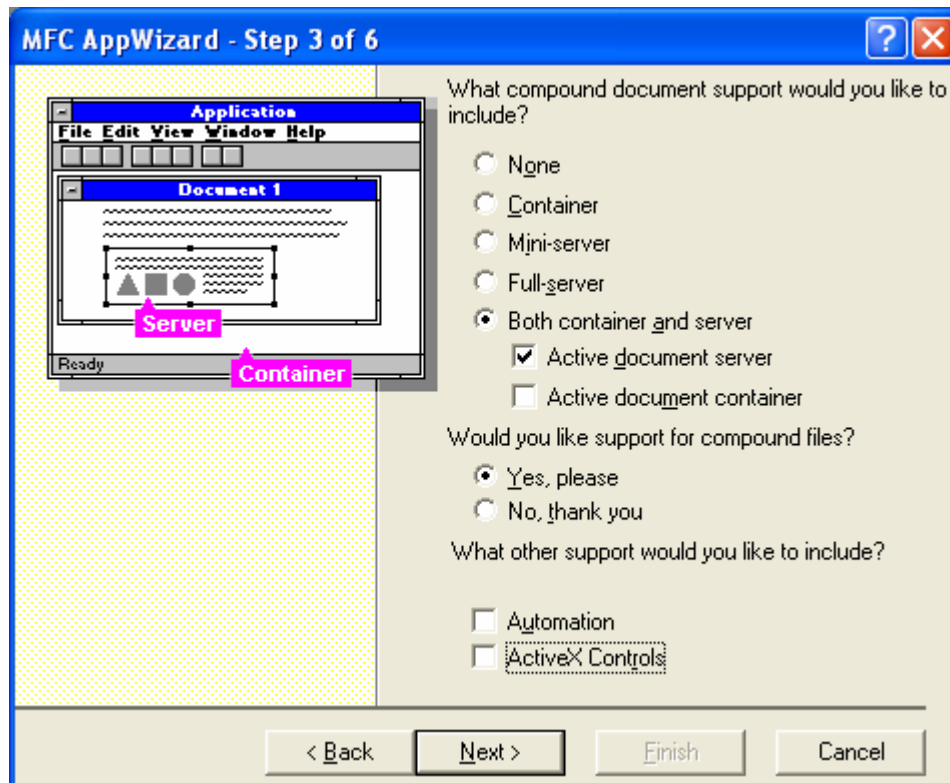 MFC AppWizard - Step 3 of 6
Application
File Edit View Window Help
Document 1
Server
Ready
Container
What compound document support would you like to
include?
None
Container
Mini-server
Full-server
Both container and server
Active document server
Active document container
Would you like support for compound files?
Yes, please
No, thank you
What other support would you like to include?
Automation
ActiveX Controls
< Back
Next >
Finish
Cancel